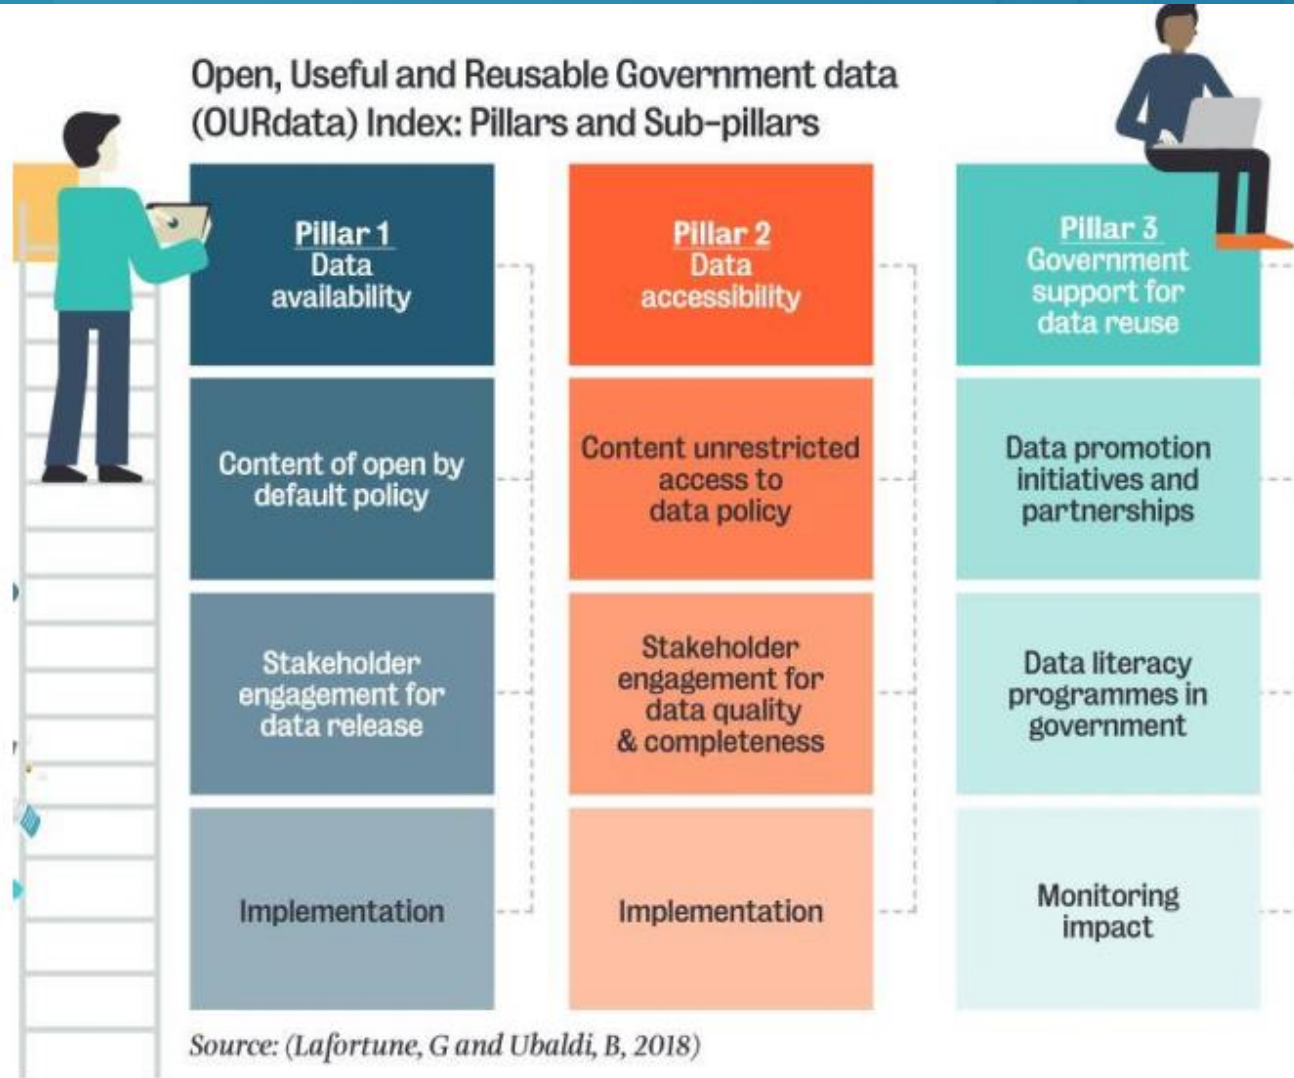 Open, Useful and Reusable Government data
(OURdata) Index: Pillars and Sub-pillars
Pillar 1
Data
availability
Content of open by
default policy
Stakeholder
engagement for
data release
Implementation
Pillar 2
Data
accessibility
Content unrestricted
access to
data policy
Stakeholder
engagement for
data quality
& completeness
Implementation
Pillar 3
Government
support for
data reuse
Data promotion
initiatives and
partnerships
Data literacy
programmes in
government
Monitoring
impact
Source: (Lafortune, G and Ubaldi, B, 2018)